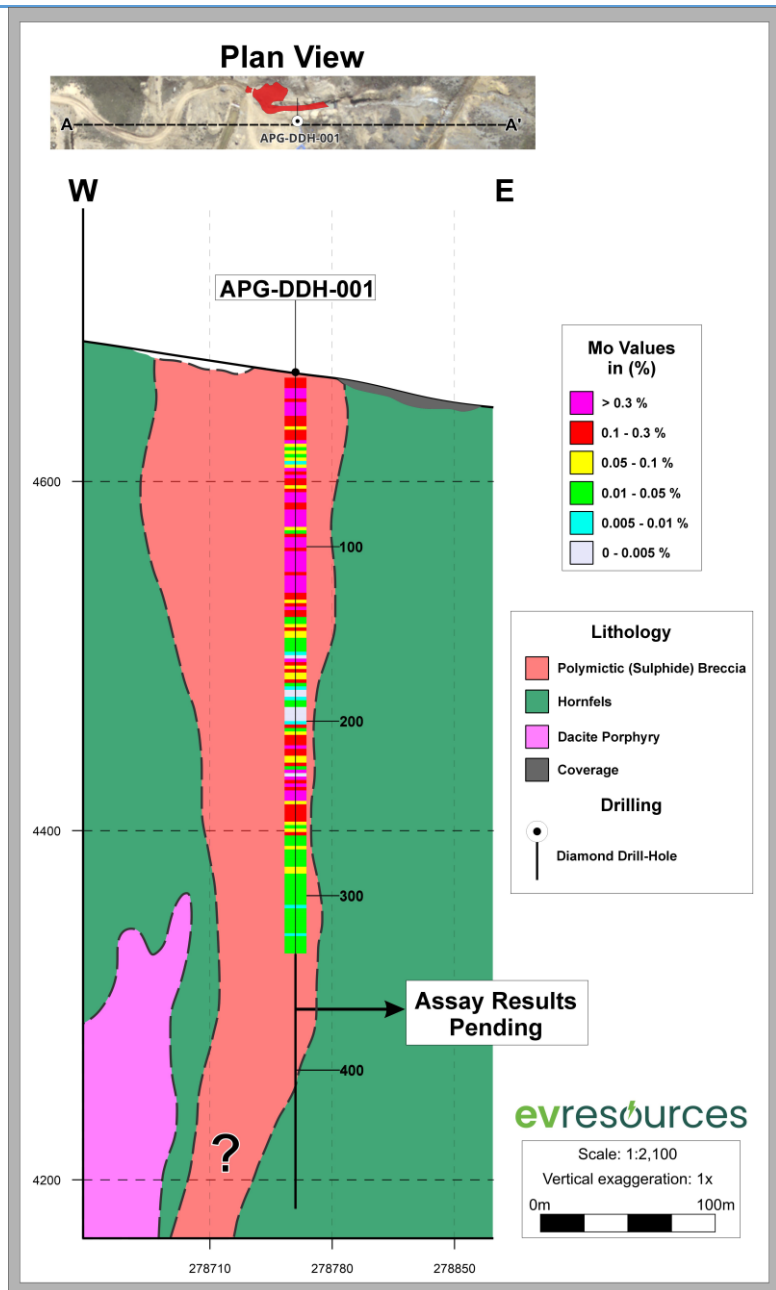 Plan View
A
A'
APG-DDH-001
W
E
APG-DDH-001
Mo Values
in (%)
> 0.3 %
0.1 - 0.3 %
0.05 - 0.1 %
0.01 - 0.05 %
0.005 - 0.01 %
0 - 0.005 %
4600
100
Lithology
Polymictic (Sulphide) Breccia
Hornfels
Dacite Porphyry
Coverage
Drilling
Diamond Drill-Hole
200
4400
300
Assay Results
Pending
400
?
4200
evresources
Scale: 1:2,100
Vertical exaggeration: 1x
0m
100m
278710
278780
278850